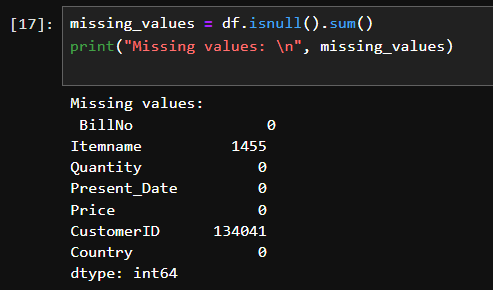 [17]: missing_values = df.isnull().sum()
print("Missing values: \n", missing_values)
Missing values:
 BillNo               0
Itemname          1455
Quantity             0
Present_Date         0
Price                0
CustomerID      134041
Country              0
dtype: int64